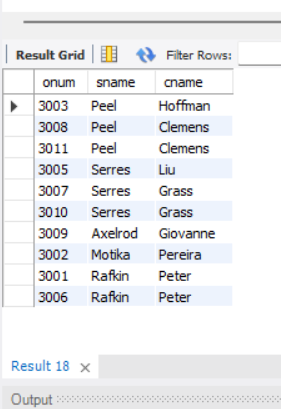 Result Grid Filter Rows:
onum sname cname
3003 Peel Hoffman
3008 Peel Clemens
3011 Peel Clemens
3005 Serres Liu
3007 Serres Grass
3010 Serres Grass
3009 Axelrod Giovanne
3002 Motika Pereira
3001 Rafkin Peter
3006 Rafkin Peter
Result 18 ×
Output